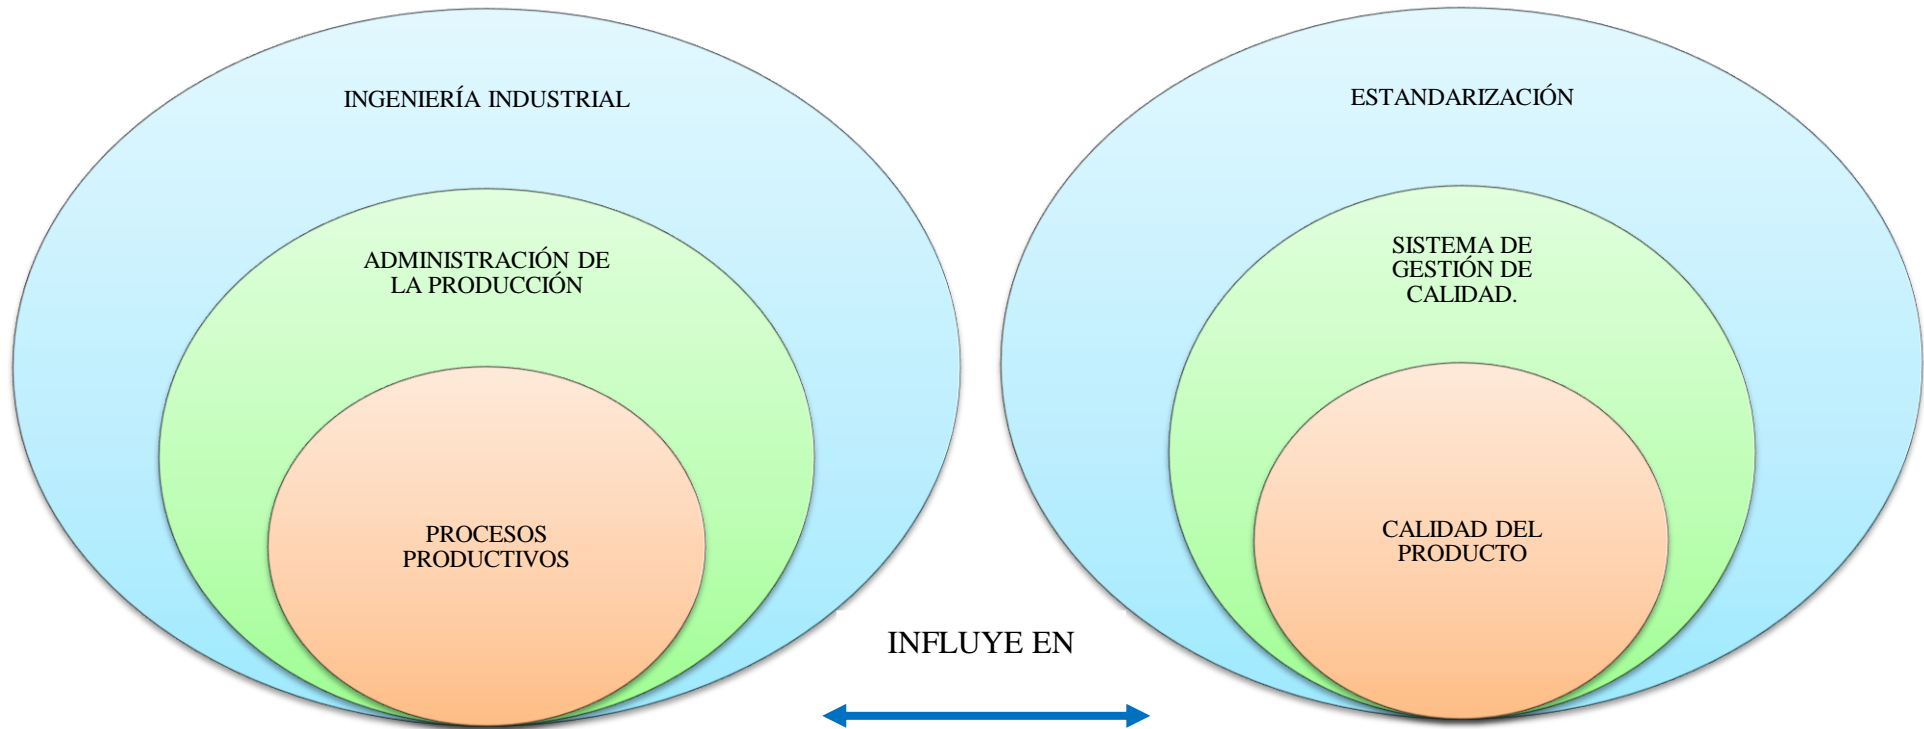 INGENIERÍA INDUSTRIAL
ADMINISTRACIÓN DE
LA PRODUCCIÓN
PROCESOS
PRODUCTIVOS
ESTANDARIZACIÓN
SISTEMA DE
GESTIÓN DE
CALIDAD.
CALIDAD DEL
PRODUCTO
INFLUYE EN